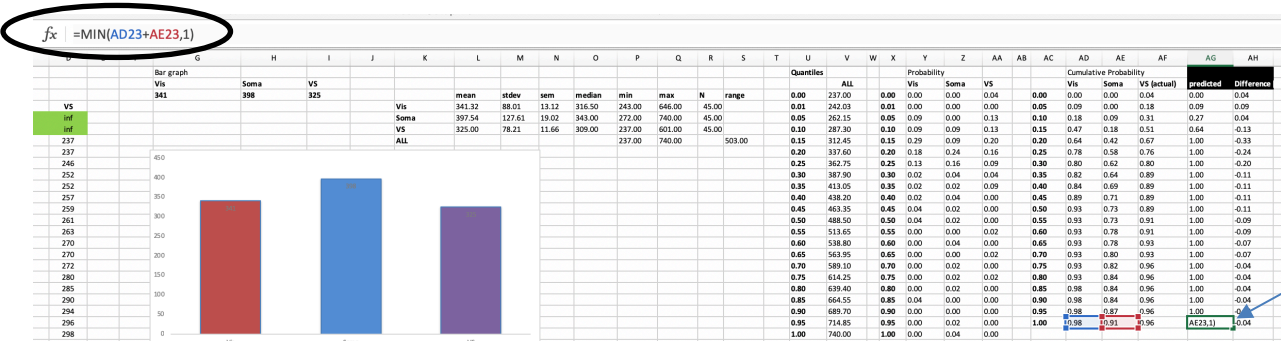 fx =MIN(AD23+AE23,1)
G H I J K L M N O P Q R S T U V W X Y Z AA AB AC AD AE AF AG AH
Bar graph Quantiles Probability Cumulative Probability
Vis Soma VS ALL Vis Soma VS Vis Soma VS (actual) predicted Difference
341 398 325 mean stdev sem median min max N range 0.00 237.00 0.00 0.00 0.00 0.04 0.00 0.00 0.00 0.04 0.00 0.04
VS Vis 341.32 88.01 13.12 316.50 243.00 646.00 45.00 0.01 242.03 0.01 0.09 0.00 0.13 0.05 0.09 0.00 0.18 0.09 0.09
inf Soma 397.54 127.61 19.02 343.00 272.00 740.00 45.00 0.05 262.15 0.05 0.09 0.00 0.13 0.10 0.18 0.09 0.31 0.27 0.04
inf VS 325.00 78.21 11.66 309.00 237.00 601.00 45.00 0.10 287.30 0.10 0.09 0.09 0.13 0.15 0.47 0.18 0.51 0.64 -0.13
237 ALL 237.00 740.00 503.00 0.15 312.45 0.15 0.29 0.09 0.20 0.20 0.64 0.42 0.67 1.00 -0.33
237 0.20 337.60 0.20 0.18 0.24 0.16 0.25 0.78 0.58 0.76 1.00 -0.24
246 450 0.25 362.75 0.25 0.13 0.16 0.09 0.30 0.80 0.62 0.80 1.00 -0.20
252 400 0.30 387.90 0.30 0.02 0.04 0.04 0.35 0.82 0.64 0.89 1.00 -0.11
252 0.35 413.05 0.35 0.02 0.02 0.09 0.40 0.84 0.69 0.89 1.00 -0.11
257 350 0.40 438.20 0.40 0.02 0.04 0.00 0.45 0.89 0.71 0.89 1.00 -0.11
259 0.45 463.35 0.45 0.04 0.02 0.00 0.50 0.93 0.73 0.89 1.00 -0.11
261 300 0.50 488.50 0.50 0.04 0.02 0.00 0.55 0.93 0.73 0.91 1.00 -0.09
263 250 0.55 513.65 0.55 0.00 0.00 0.02 0.60 0.93 0.78 0.91 1.00 -0.09
270 0.60 538.80 0.60 0.00 0.04 0.00 0.65 0.93 0.78 0.93 1.00 -0.07
270 200 0.65 563.95 0.65 0.00 0.00 0.02 0.70 0.93 0.80 0.93 1.00 -0.07
272 0.70 589.10 0.70 0.00 0.02 0.02 0.75 0.93 0.82 0.96 1.00 -0.04
280 150 0.75 614.25 0.75 0.00 0.02 0.00 0.80 0.93 0.84 0.96 1.00 -0.04
285 100 0.80 639.40 0.80 0.00 0.02 0.00 0.85 0.98 0.84 0.96 1.00 -0.04
290 0.85 664.55 0.85 0.04 0.00 0.00 0.90 0.98 0.84 0.96 1.00 -0.04
294 50 0.90 689.70 0.90 0.00 0.00 0.00 0.95 0.98 0.87 0.96 1.00
296 0.95 714.85 0.95 0.00 0.02 0.00 1.00 0.98 0.91 0.96 AE23,1) -0.04
298 0 1.00 740.00 1.00 0.00 0.04 0.00